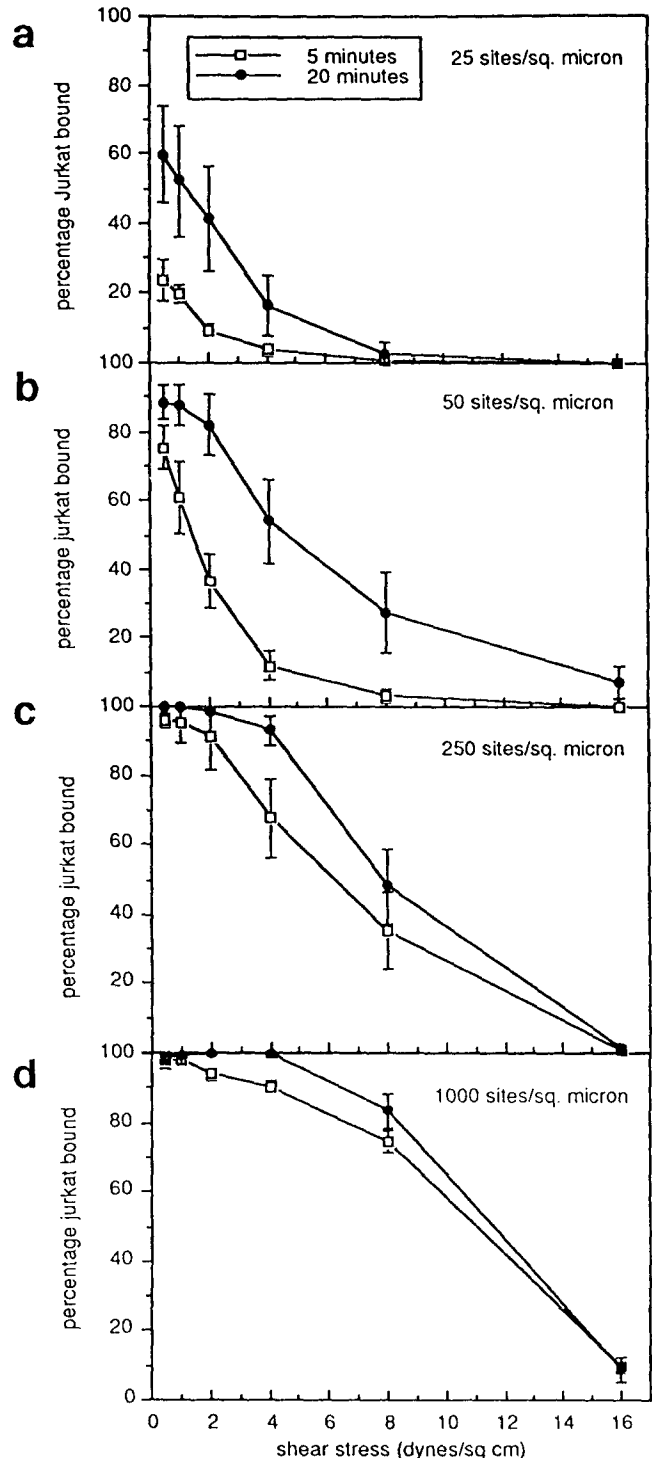 a
100
80
60
40
20
percentage Jurkat bound
5 minutes
20 minutes
25 sites/sq. micron
b
100
80
60
40
20
percentage jurkat bound
50 sites/sq. micron
c
100
80
60
40
20
percentage jurkat bound
250 sites/sq. micron
d
100
80
60
40
20
0
percentage jurkat bound
1000 sites/sq. micron
0 2 4 6 8 10 12 14 16
shear stress (dynes/sq cm)